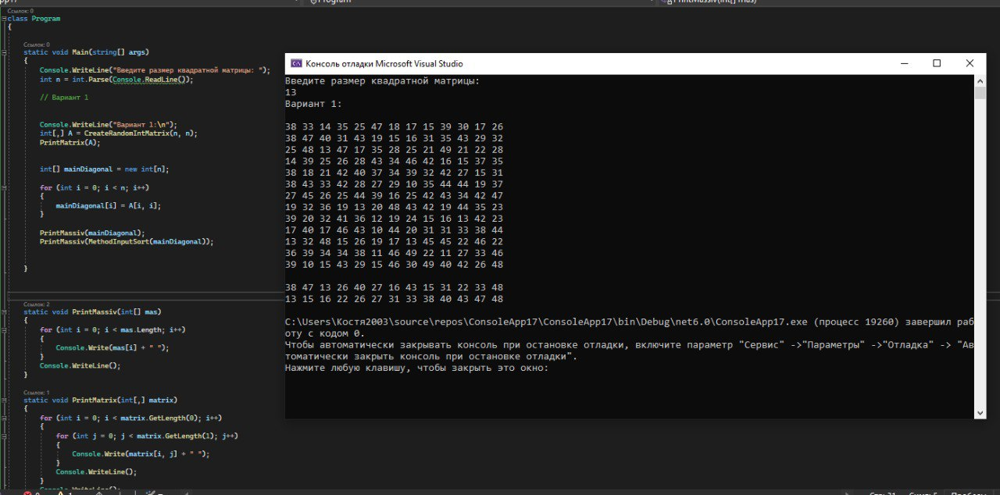 Program
PrintMassiv(int[] mas)
Ссылок: 0
class Program
{
Ссылок: 0
static void Main(string[] args)
{
Console.WriteLine("Введите размер квадратной матрицы: ");
int n = int.Parse(Console.ReadLine());
// Вариант 1
Console.WriteLine("Вариант 1:\n");
int[,] A = CreateRandomIntMatrix(n, n);
PrintMatrix(A);
int[] mainDiagonal = new int[n];
for (int i = 0; i < n; i++)
{
mainDiagonal[i] = A[i, i];
}
PrintMassiv(mainDiagonal);
PrintMassiv(MethodInputSort(mainDiagonal));
}
Ссылок: 2
static void PrintMassiv(int[] mas)
{
for (int i = 0; i < mas.Length; i++)
{
Console.Write(mas[i] + " ");
}
Console.WriteLine();
}
Ссылок: 1
static void PrintMatrix(int[,] matrix)
{
for (int i = 0; i < matrix.GetLength(0); i++)
{
for (int j = 0; j < matrix.GetLength(1); j++)
{
Console.Write(matrix[i, j] + " ");
}
Console.WriteLine();
}
Консоль отладки Microsoft Visual Studio
Введите размер квадратной матрицы:
13
Вариант 1:
38 33 14 35 25 47 18 17 15 39 30 17 26
38 47 40 31 43 19 15 16 31 35 43 29 32
25 48 13 47 17 35 28 25 21 49 21 22 28
14 39 25 26 28 43 34 46 42 16 15 37 35
38 18 21 42 40 37 34 39 32 42 27 15 31
38 43 33 42 28 27 29 10 35 44 44 19 37
27 45 26 25 44 39 16 25 42 43 34 42 47
19 32 36 19 13 20 48 43 42 19 44 35 23
39 20 32 41 36 12 19 24 15 16 13 42 23
17 40 17 46 43 10 44 20 31 31 33 38 44
13 32 48 15 26 19 17 13 45 45 22 46 22
36 39 34 34 38 11 46 49 22 11 27 33 46
39 10 15 43 29 15 46 30 49 40 42 26 48
38 47 13 26 40 27 16 43 15 31 22 33 48
13 15 16 22 26 27 31 33 38 40 43 47 48
C:\Users\Костя2003\source\repos\ConsoleApp17\ConsoleApp17\bin\Debug\net6.0\ConsoleApp17.exe (процесс 19260) завершил раб
оту с кодом 0.
Чтобы автоматически закрывать консоль при остановке отладки, включите параметр "Сервис" ->"Параметры" ->"Отладка" -> "Ав
томатически закрыть консоль при остановке отладки".
Нажмите любую клавишу, чтобы закрыть это окно: